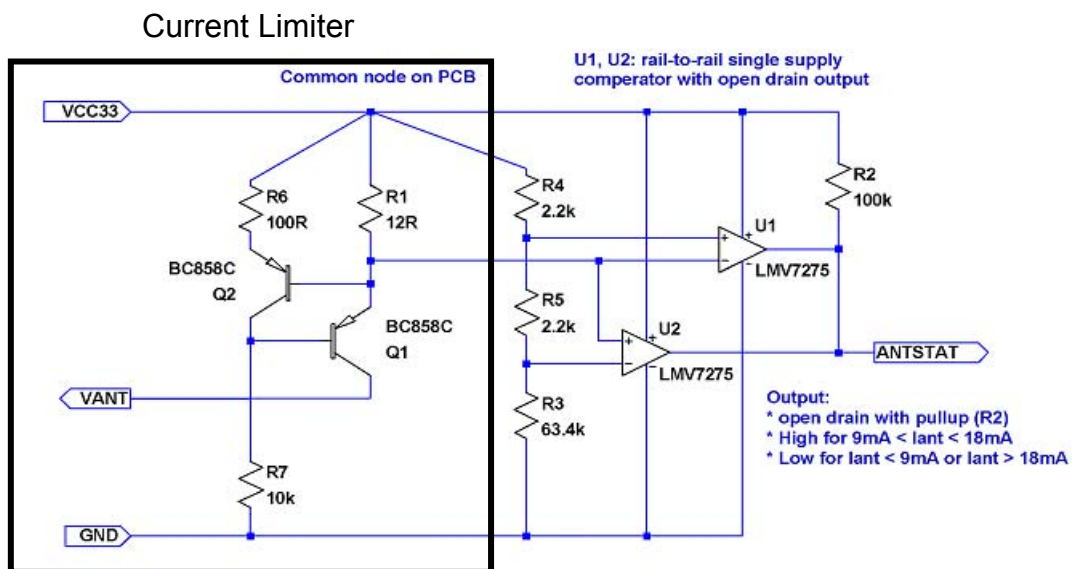 Current Limiter
Common node on PCB
U1, U2: rail-to-rail single supply
comperator with open drain output
VCC33
R6
100R
R1
12R
R4
2.2k
R2
100k
+
U1
+
−
−
LMV7275
BC858C
Q2
BC858C
Q1
R5
2.2k
+
U2
+
−
−
LMV7275
ANTSTAT
VANT
R3
63.4k
Output:
* open drain with pullup (R2)
* High for 9mA < Iant < 18mA
* Low for Iant < 9mA or Iant > 18mA
R7
10k
GND